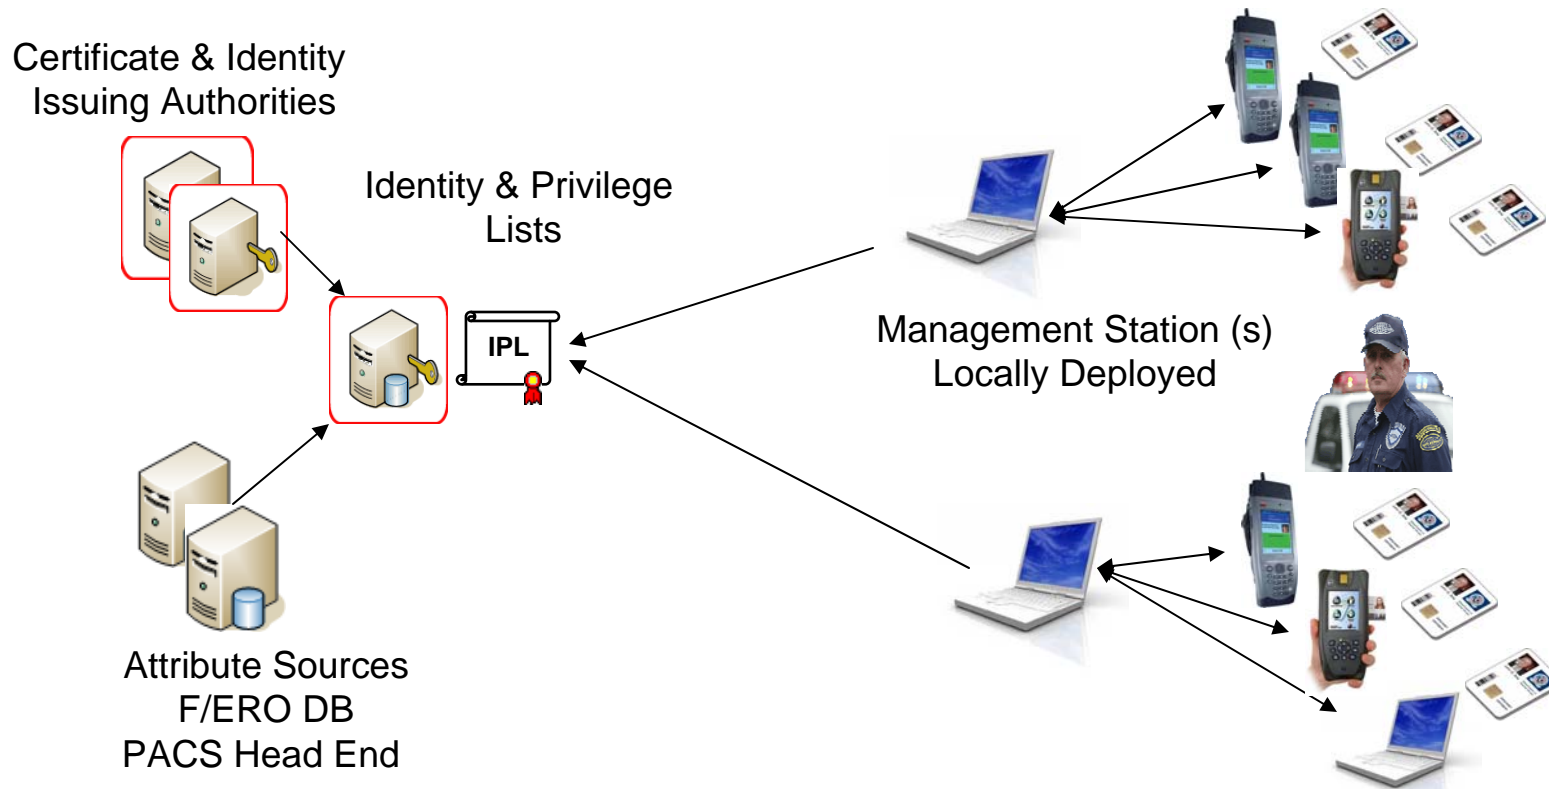 Certificate & Identity
Issuing Authorities
Identity & Privilege
Lists
IPL
Management Station (s)
Locally Deployed
Attribute Sources
F/ERO DB
PACS Head End